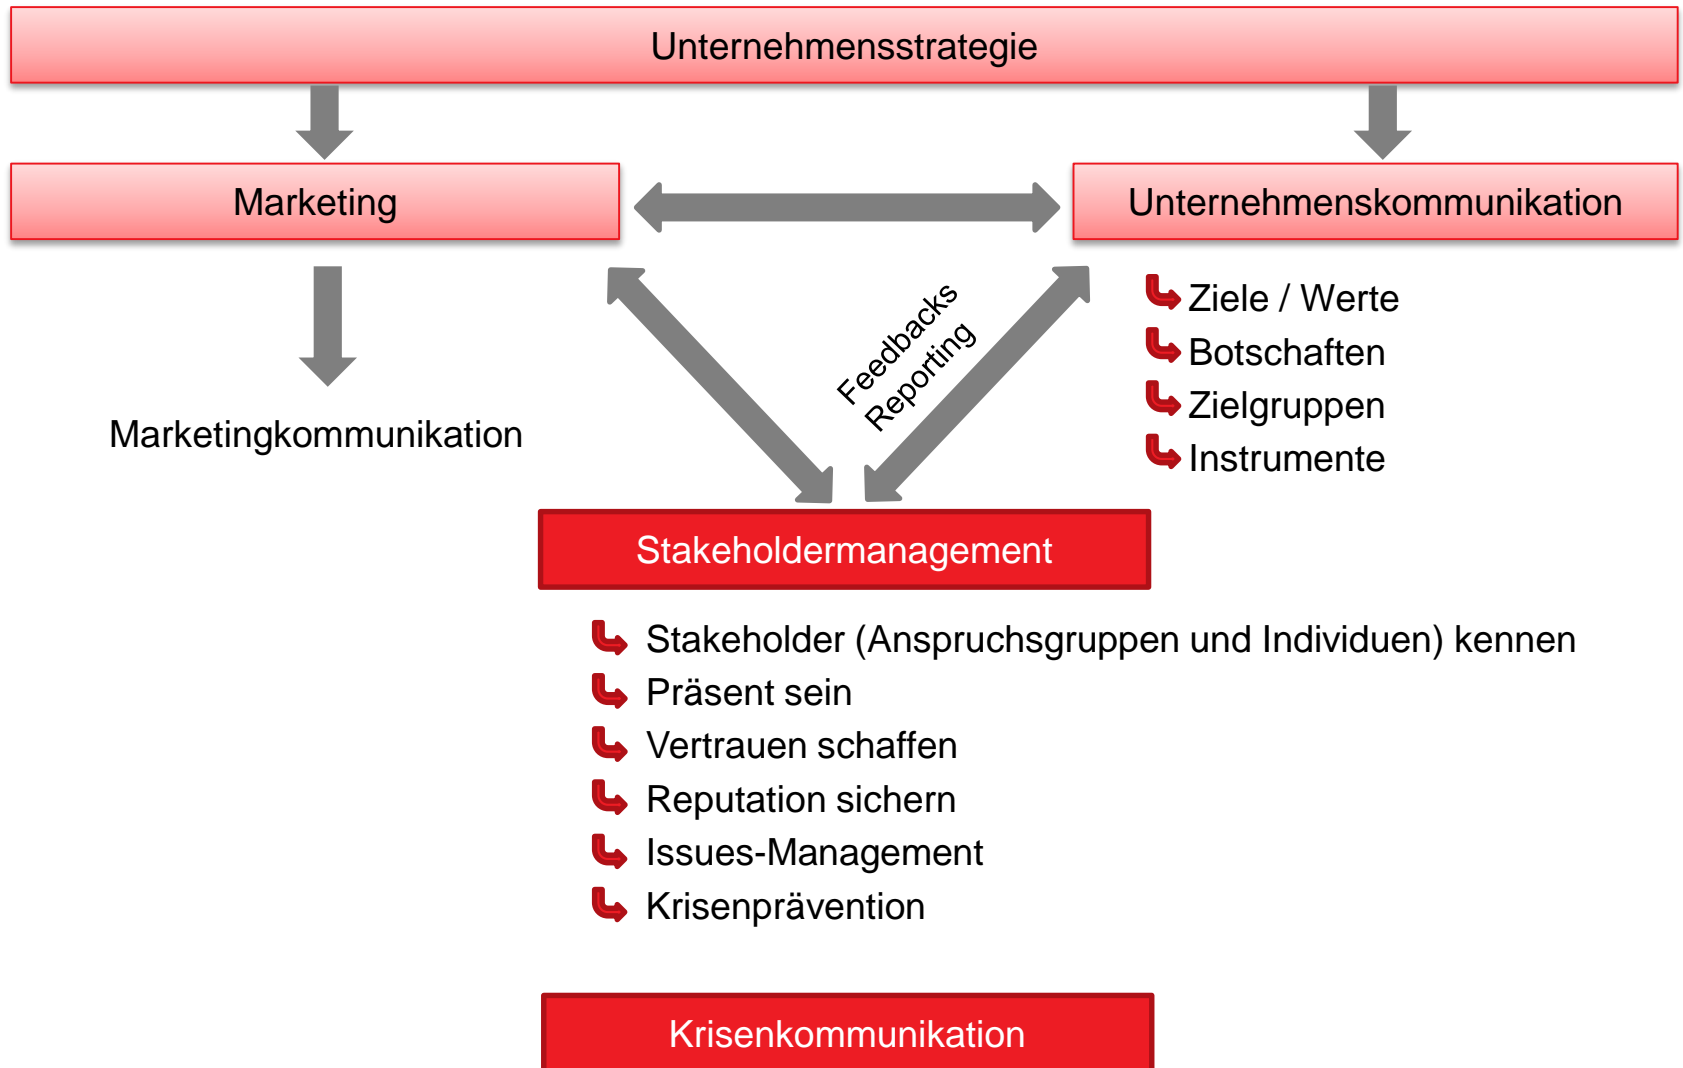 Unternehmensstrategie
Marketing
Unternehmenskommunikation
Ziele / Werte
Botschaften
Zielgruppen
Instrumente
Feedbacks
Reporting
Marketingkommunikation
Stakeholdermanagement
Stakeholder (Anspruchsgruppen und Individuen) kennen
Präsent sein
Vertrauen schaffen
Reputation sichern
Issues-Management
Krisenprävention
Krisenkommunikation